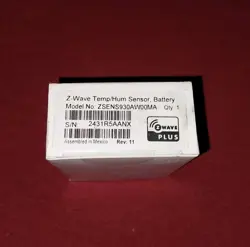 Z-Wave Temp/Hum Sensor, Battery
Model No: ZSENS930AW00MA Qty. 1
S/N 2431R5AANX
Assembled in Mexico Rev. 11
Z WAVE
PLUS